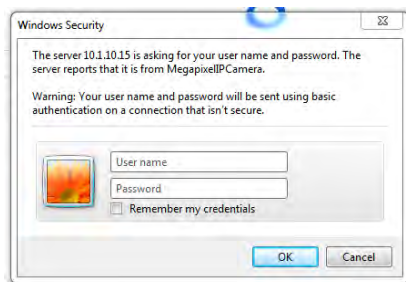 Windows Security
The server 10.1.10.15 is asking for your user name and password. The
server reports that it is from MegapixelIPCamera.
Warning: Your user name and password will be sent using basic
authentication on a connection that isn't secure.
User name
Password
Remember my credentials
OK
Cancel